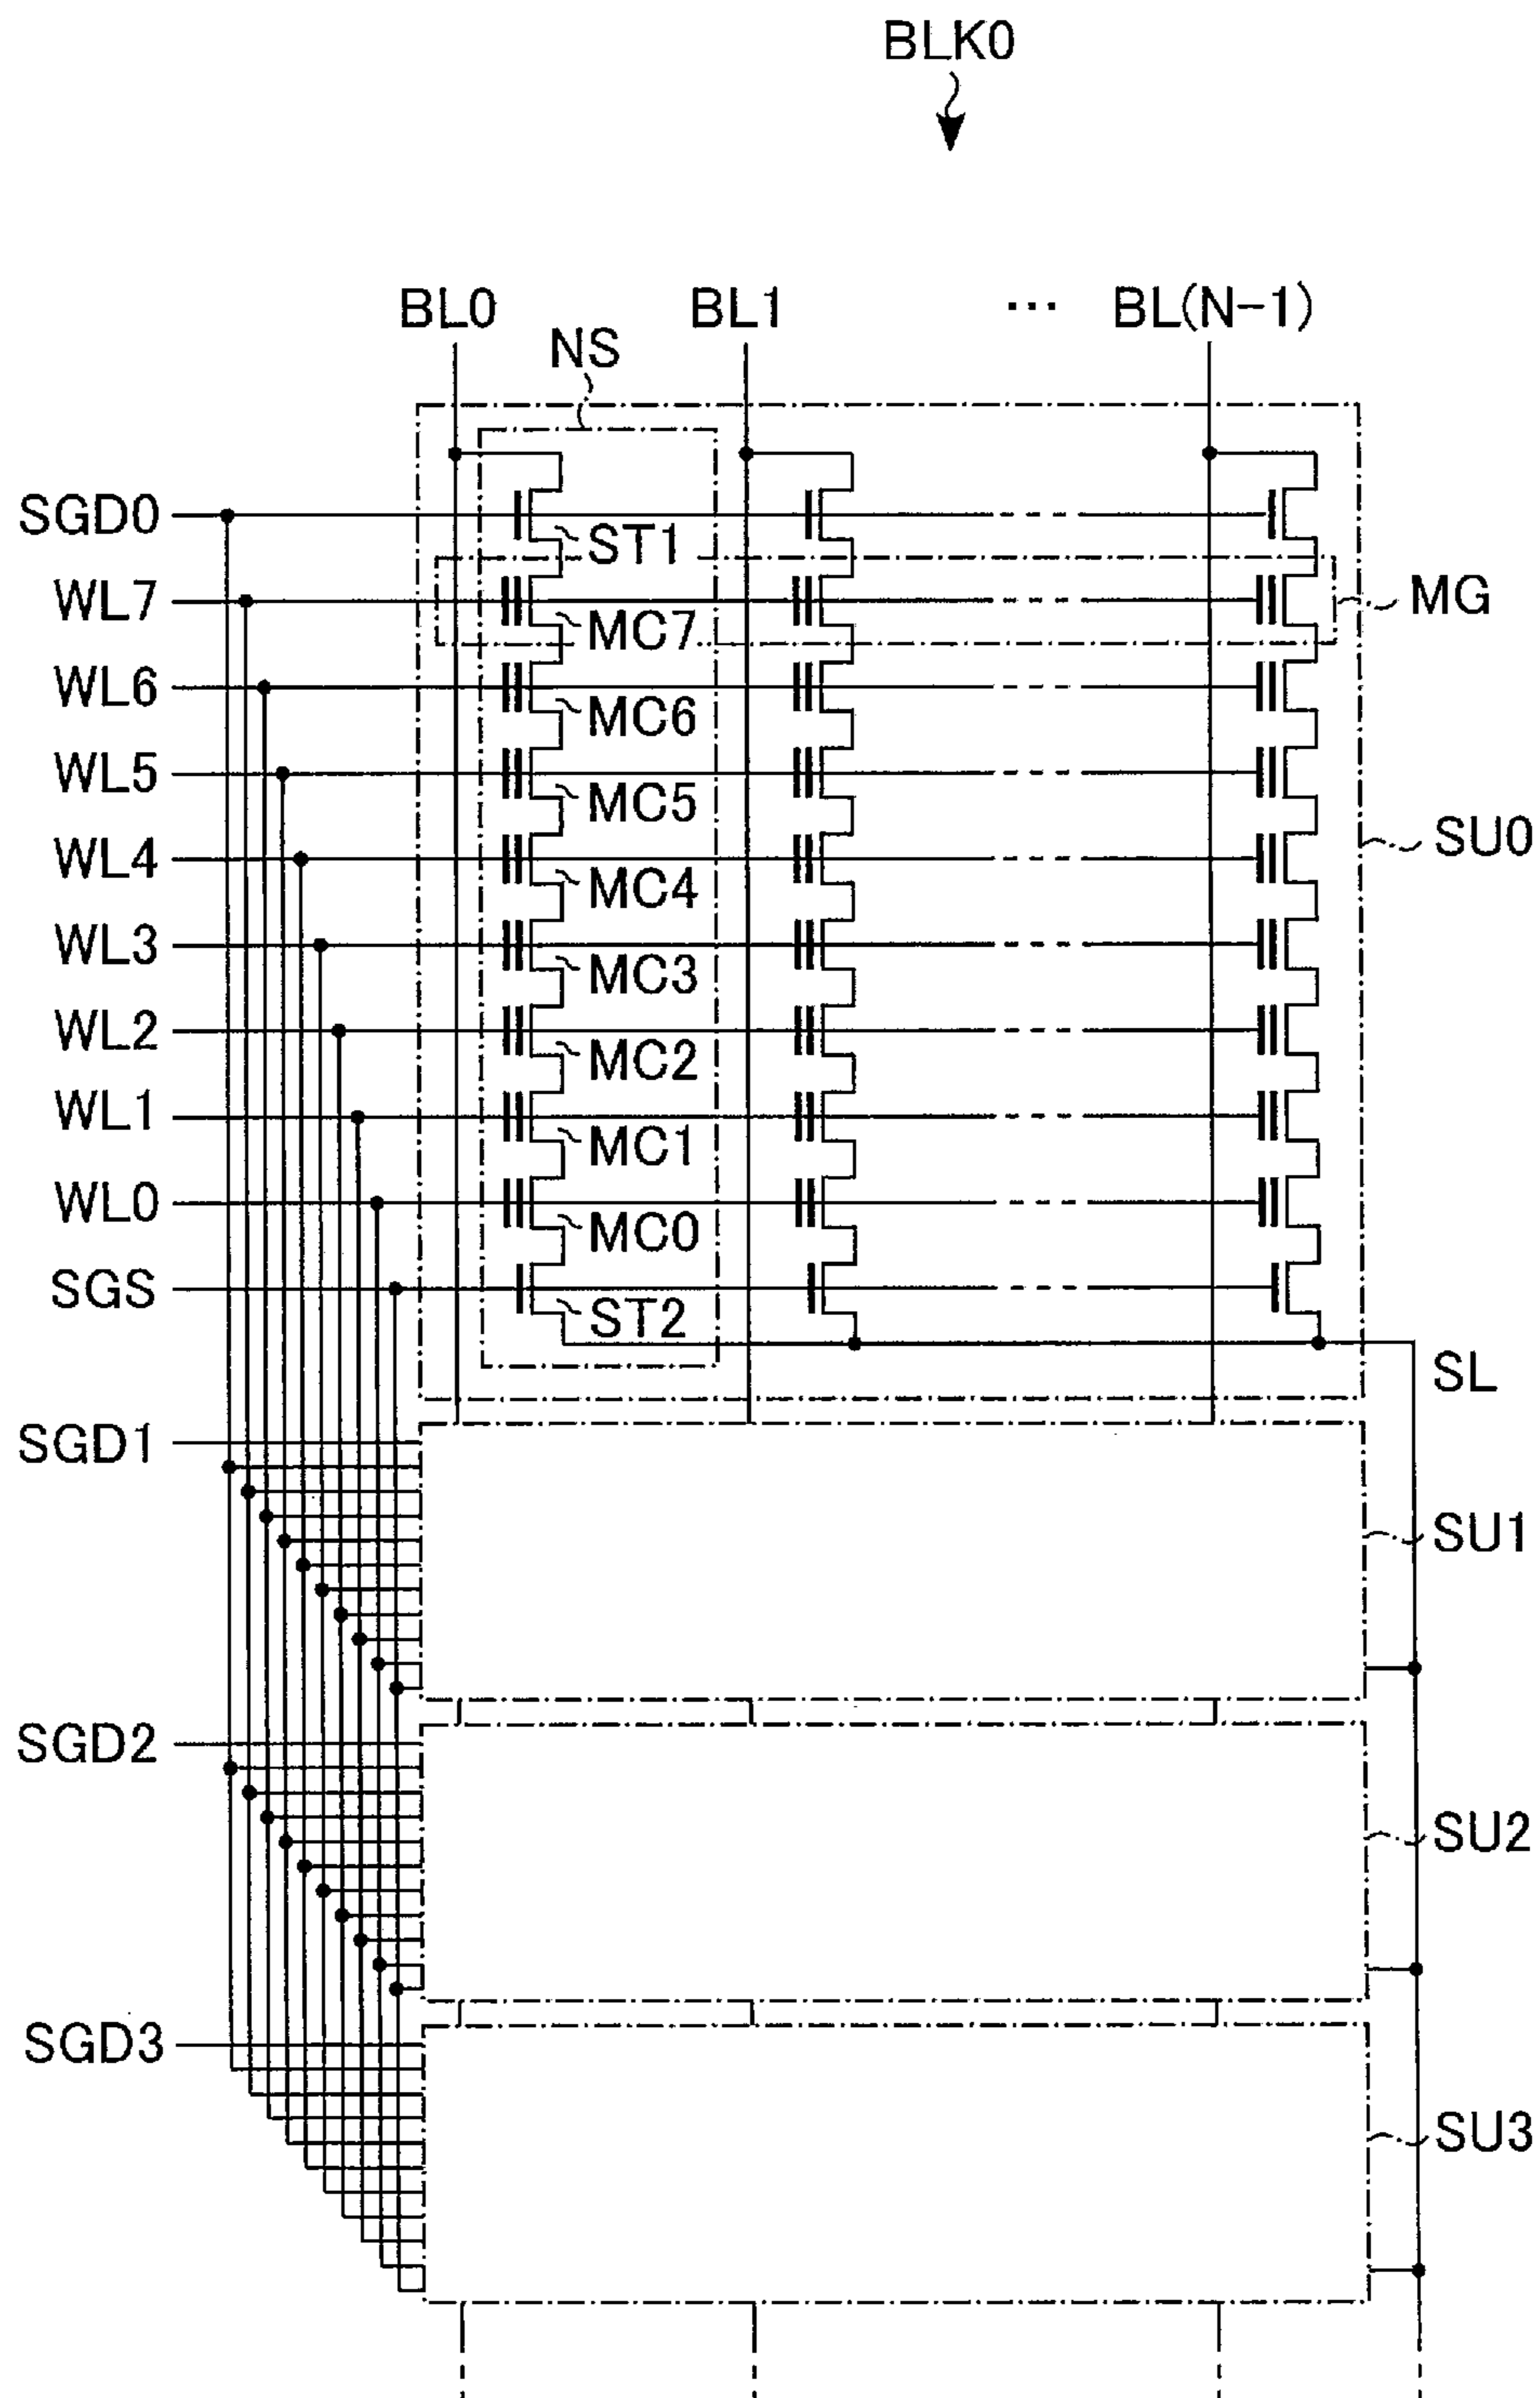 BLK0
BL0
BL1
...
BL(N-1)
NS
SGD0
ST1
WL7
MC7
MG
WL6
MC6
WL5
MC5
WL4
MC4
SU0
WL3
MC3
WL2
MC2
WL1
MC1
WL0
MC0
SGS
ST2
SL
SGD1
SU1
SGD2
SU2
SGD3
SU3